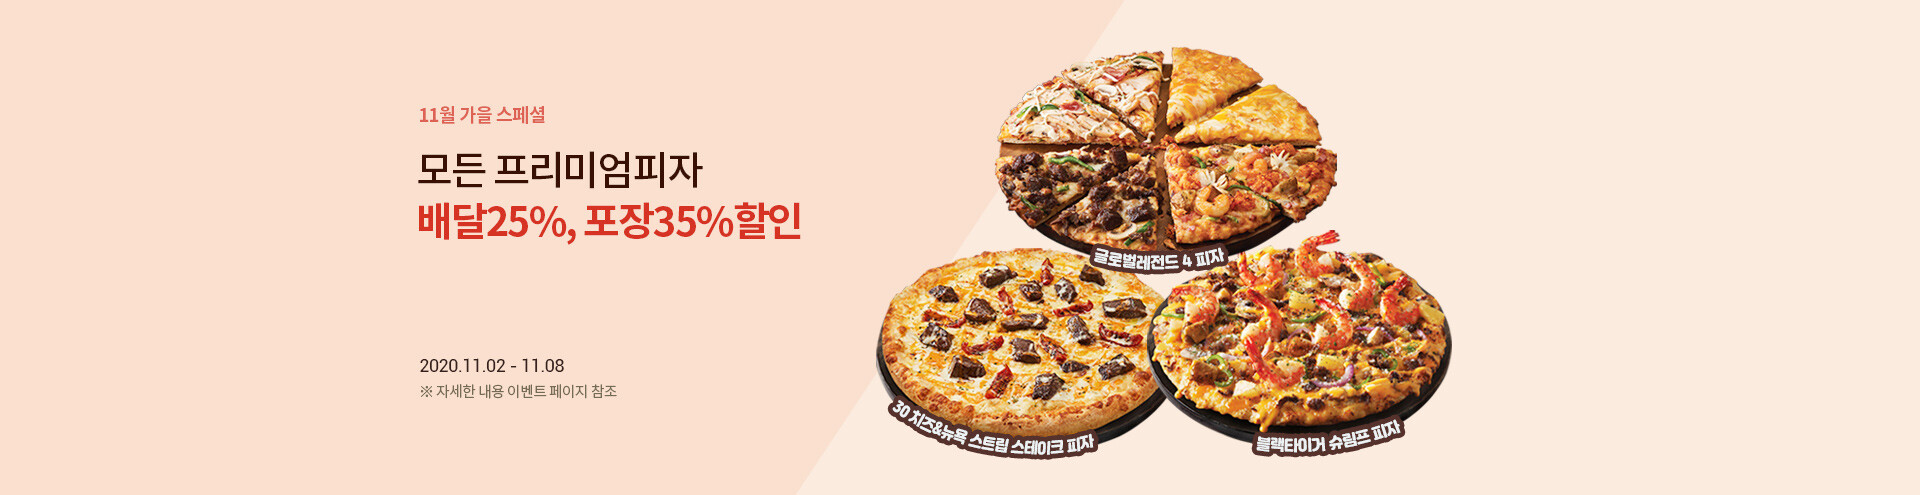 11월 가을 스페셜
모든 프리미엄피자
배달25%, 포장35%할인
2020.11.02 - 11.08
※ 자세한 내용 이벤트 페이지 참조
글로벌레전드 4 피자
30 치즈&뉴욕 스트립 스테이크 피자
블랙타이거 슈림프 피자